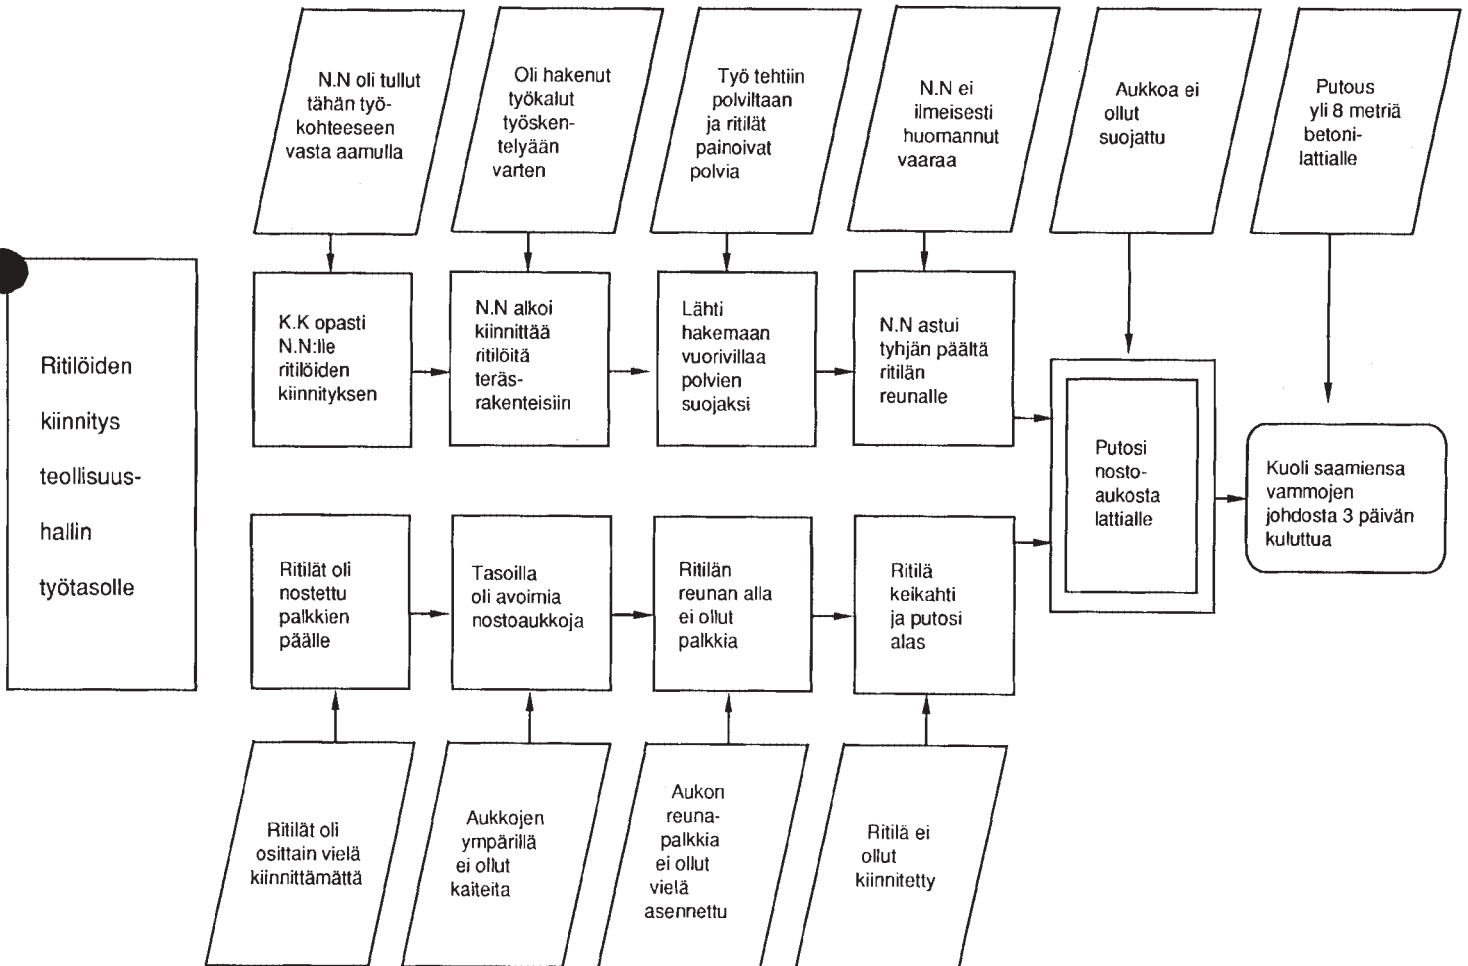 N.N oli tullut
tähän työ-
kohteeseen
vasta aamulla
Oli hakenut
työkalut
työsken-
telyään
varten
Työ tehtiin
polviltaan
ja ritilät
painoivat
polvia
N.N ei
ilmeisesti
huomannut
vaaraa
Aukkoa ei
ollut
suojattu
Putous
yli 8 metriä
betoni-
lattialle
Ritilöiden
kiinnitys
teollisuus-
hallin
työtasolle
K.K opasti
N.N:lle
ritilöiden
kiinnityksen
N.N alkoi
kiinnittää
ritilöitä
teräs-
rakenteisiin
Lähti
hakemaan
vuorivillaa
polvien
suojaksi
N.N astui
tyhjän päältä
ritilän
reunalle
Putosi
nosto-
aukosta
lattialle
Kuoli saamiensa
vammojen
johdosta 3 päivän
kuluttua
Ritilät oli
nostettu
palkkien
päälle
Tasoilla
oli avoimia
nostoaukkoja
Ritilän
reunan alla
ei ollut
palkkia
Ritilä
keikahti
ja putosi
alas
Ritilät oli
osittain vielä
kiinnittämättä
Aukkojen
ympärillä
ei ollut
kaiteita
Aukon
reuna-
palkkia
ei ollut
vielä
asennettu
Ritilä ei
ollut
kiinnitetty